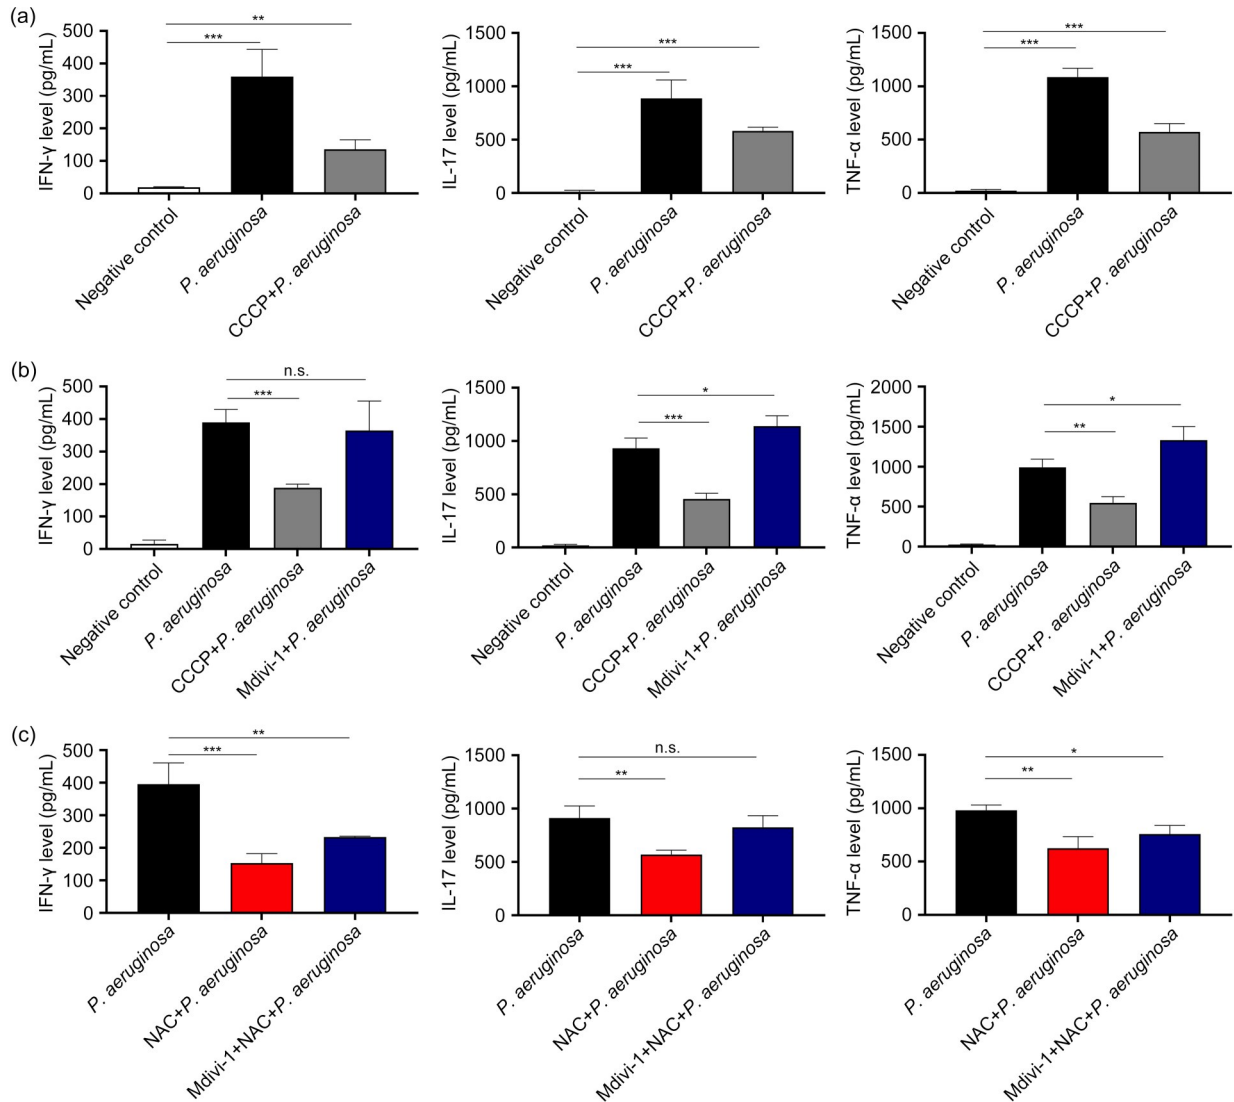 (a)
IFN-γ level (pg/mL)
500
400
300
200
100
0
**
***
Negative control
P. aeruginosa
CCCP+P. aeruginosa
IL-17 level (pg/mL)
1500
1000
500
0
***
***
Negative control
P. aeruginosa
CCCP+P. aeruginosa
TNF-α level (pg/mL)
1500
1000
500
0
***
***
Negative control
P. aeruginosa
CCCP+P. aeruginosa
(b)
IFN-γ level (pg/mL)
500
400
300
200
100
0
n.s.
***
Negative control
P. aeruginosa
CCCP+P. aeruginosa
Mdivi-1+P. aeruginosa
IL-17 level (pg/mL)
1500
1000
500
0
*
***
Negative control
P. aeruginosa
CCCP+P. aeruginosa
Mdivi-1+P. aeruginosa
TNF-α level (pg/mL)
2000
1500
1000
500
0
*
**
Negative control
P. aeruginosa
CCCP+P. aeruginosa
Mdivi-1+P. aeruginosa
(c)
IFN-γ level (pg/mL)
500
400
300
200
100
0
**
***
P. aeruginosa
NAC+P. aeruginosa
Mdivi-1+NAC+P. aeruginosa
IL-17 level (pg/mL)
1500
1000
500
0
n.s.
**
P. aeruginosa
NAC+P. aeruginosa
Mdivi-1+NAC+P. aeruginosa
TNF-α level (pg/mL)
1500
1000
500
0
*
**
P. aeruginosa
NAC+P. aeruginosa
Mdivi-1+NAC+P. aeruginosa